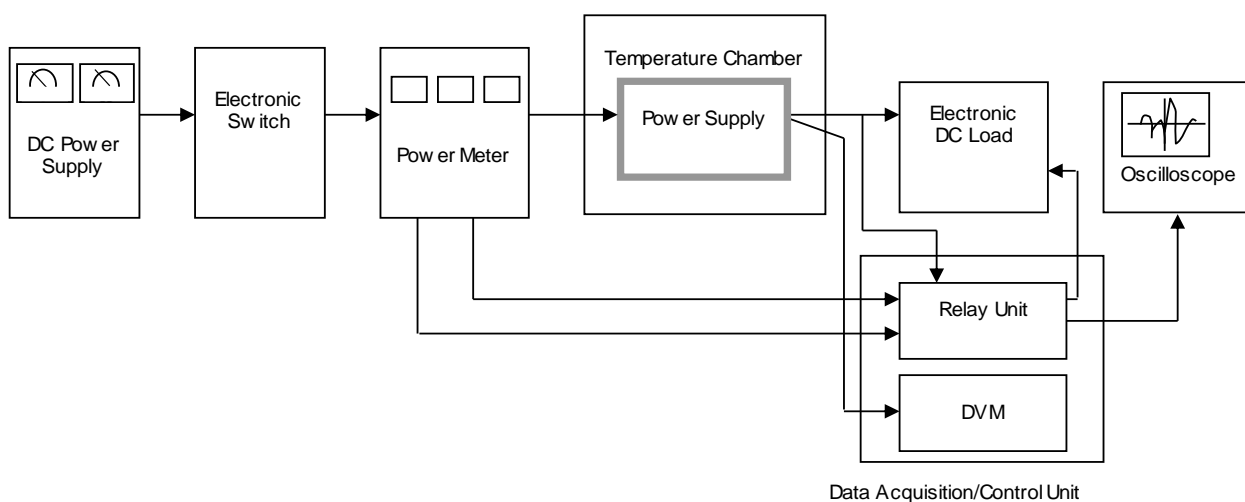 DC Power
Supply
Electronic
Switch
Power Meter
Temperature Chamber
Power Supply
Electronic
DC Load
Oscilloscope
Relay Unit
DVM
Data Acquisition/Control Unit